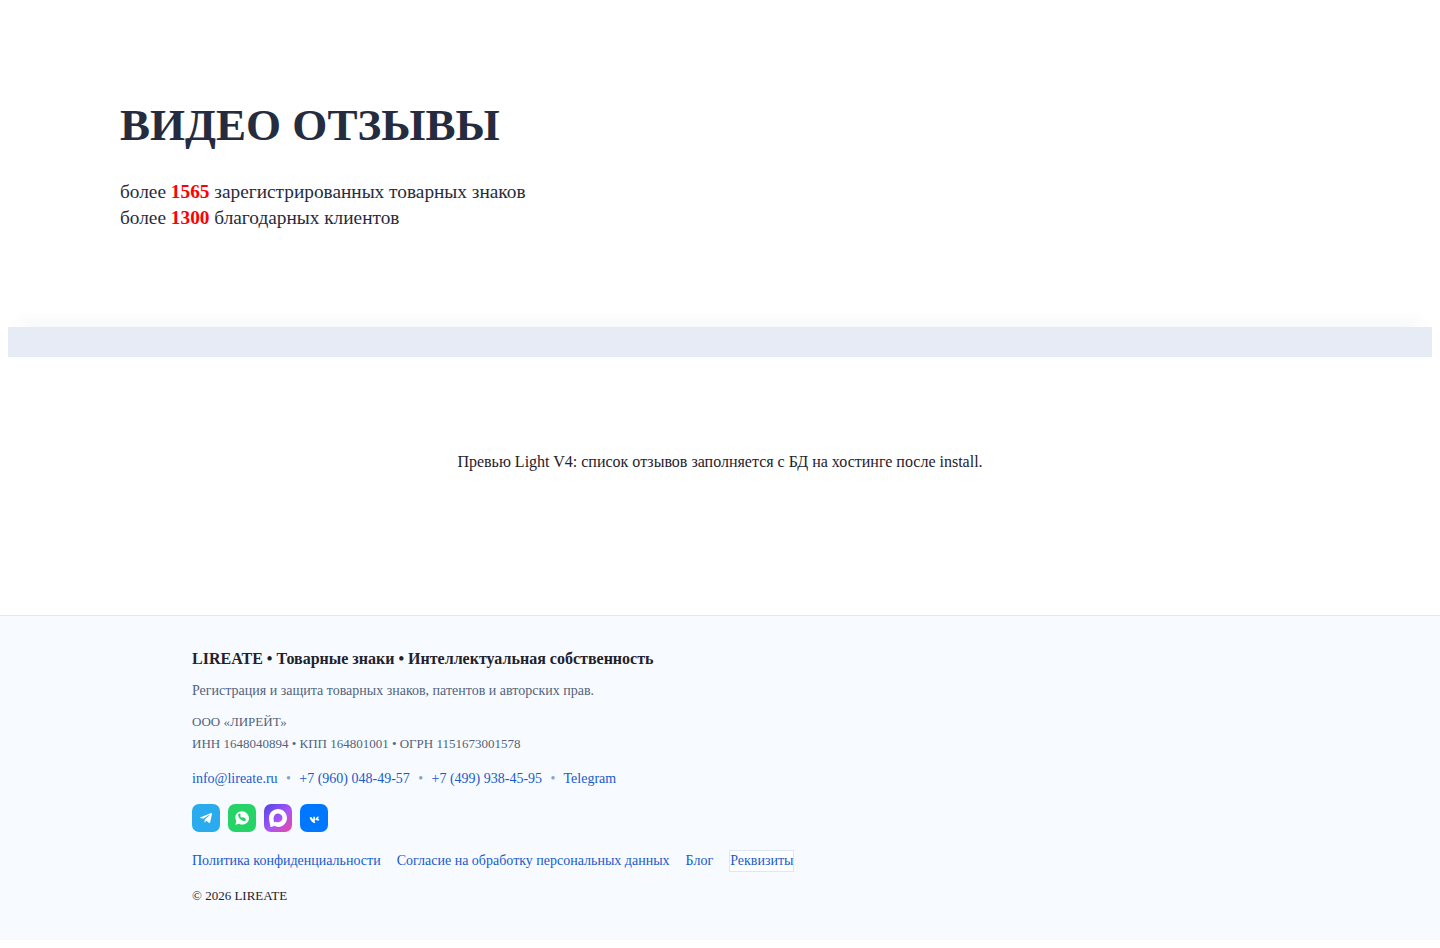 ВИДЕО ОТЗЫВЫ
более 1565 зарегистрированных товарных знаков
более 1300 благодарных клиентов
Превью Light V4: список отзывов заполняется с БД на хостинге после install.
LIREATE • Товарные знаки • Интеллектуальная собственность
Регистрация и защита товарных знаков, патентов и авторских прав.
ООО «ЛИРЕЙТ»
ИНН 1648040894 • КПП 164801001 • ОГРН 1151673001578
info@lireate.ru • +7 (960) 048-49-57 • +7 (499) 938-45-95 • Telegram
Политика конфиденциальности Согласие на обработку персональных данных Блог Реквизиты
© 2026 LIREATE